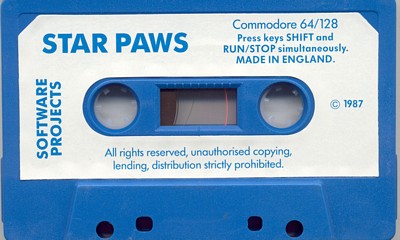 STAR PAWS
Commodore 64/128
Press keys SHIFT and
RUN/STOP simultaneously.
MADE IN ENGLAND.
SOFTWARE
PROJECTS
© 1987
All rights reserved, unauthorised copying,
lending, distribution strictly prohibited.